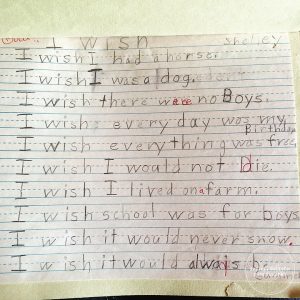 I wish
Shelley
I wish I had a horse.
I wish I was a dog.
I wish there were no Boys.
I wish every day was my
Birthday
I wish everything was free
I wish I would not Die.
I wish I lived on a farm.
I wish school was for boys
I wish it would never snow.
I wish it would always b